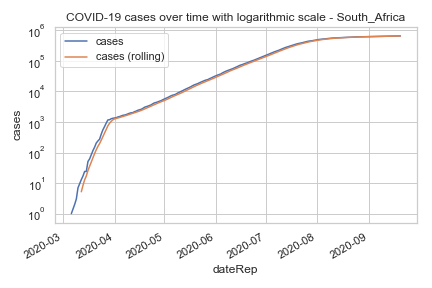 COVID-19 cases over time with logarithmic scale - South_Africa
cases
cases (rolling)
10^6
10^5
10^4
10^3
10^2
10^1
10^0
cases
2020-03
2020-04
2020-05
2020-06
2020-07
2020-08
2020-09
dateRep